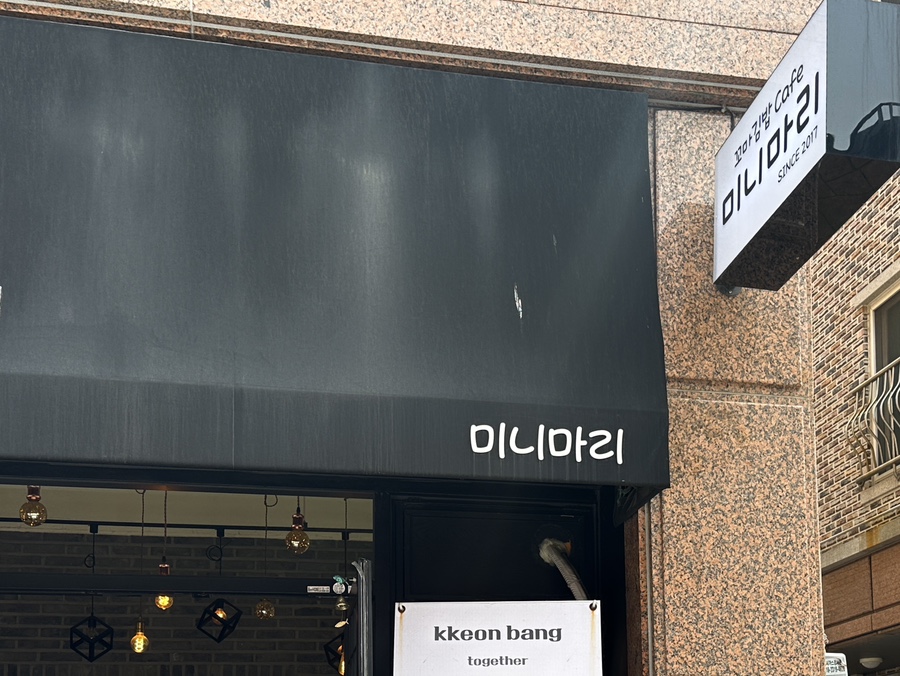 꼬마김밥 Cafe
미니마리
SINCE 2017
미니마리
kkeon bang
together